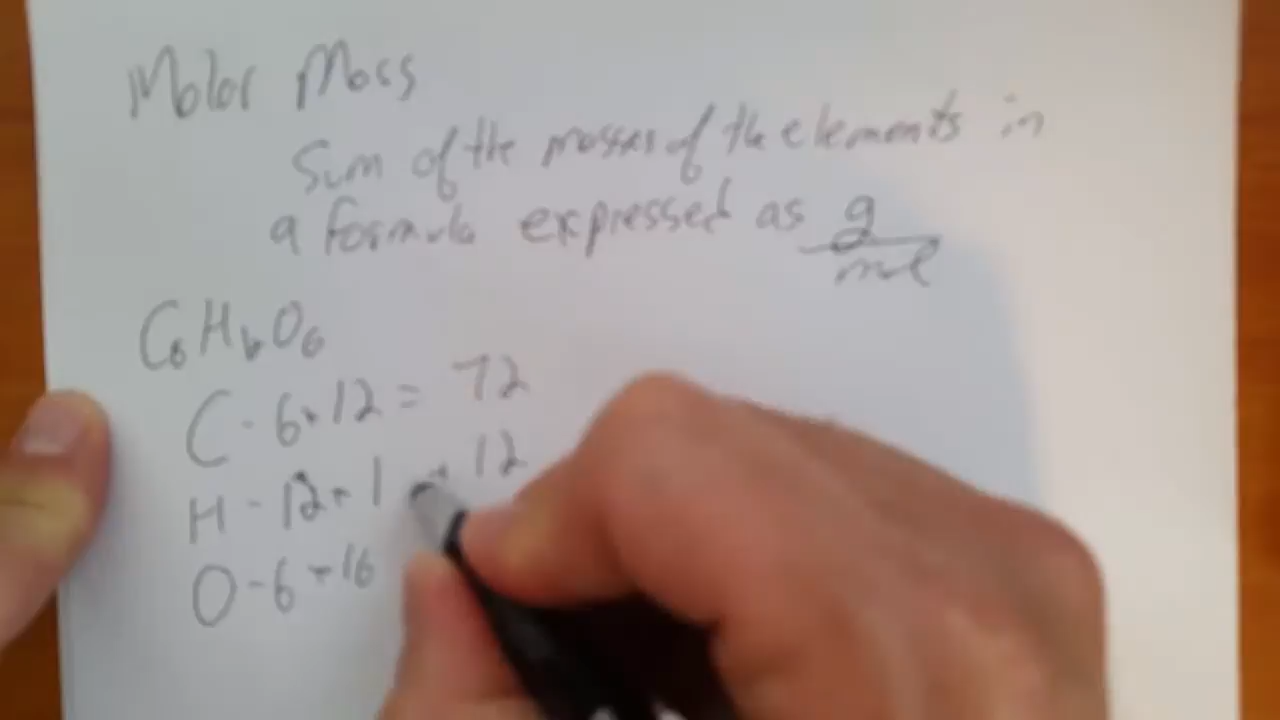 Molar Mass
Sum of the masses of the elements in
a formula expressed as g/mol
C6H6O6
C - 6 * 12 = 72
H - 12 * 1 = 12
O - 6 * 16